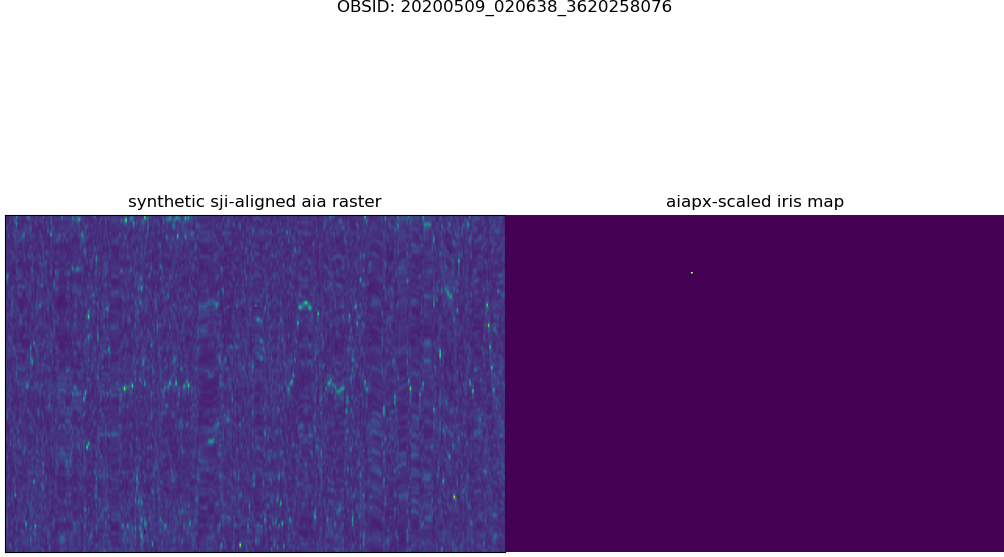 OBSID: 20200509_020638_3620258076
synthetic sji-aligned aia raster
aiapx-scaled iris map